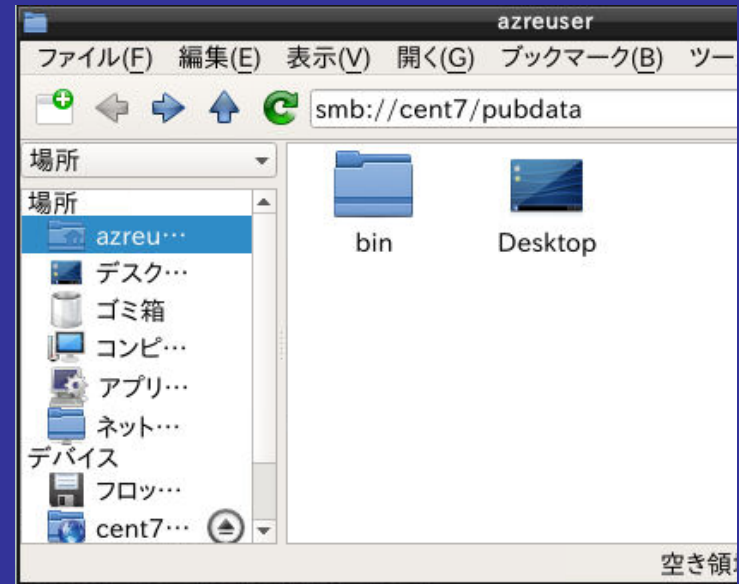 azreuser
ファイル(F) 編集(E) 表示(V) 開く(G) ブックマーク(B) ツー
smb://cent7/pubdata
場所
場所
azreu…
デスク…
ゴミ箱
コンピ…
アプリ…
ネット…
デバイス
フロッ…
cent7…
bin
Desktop
空き領